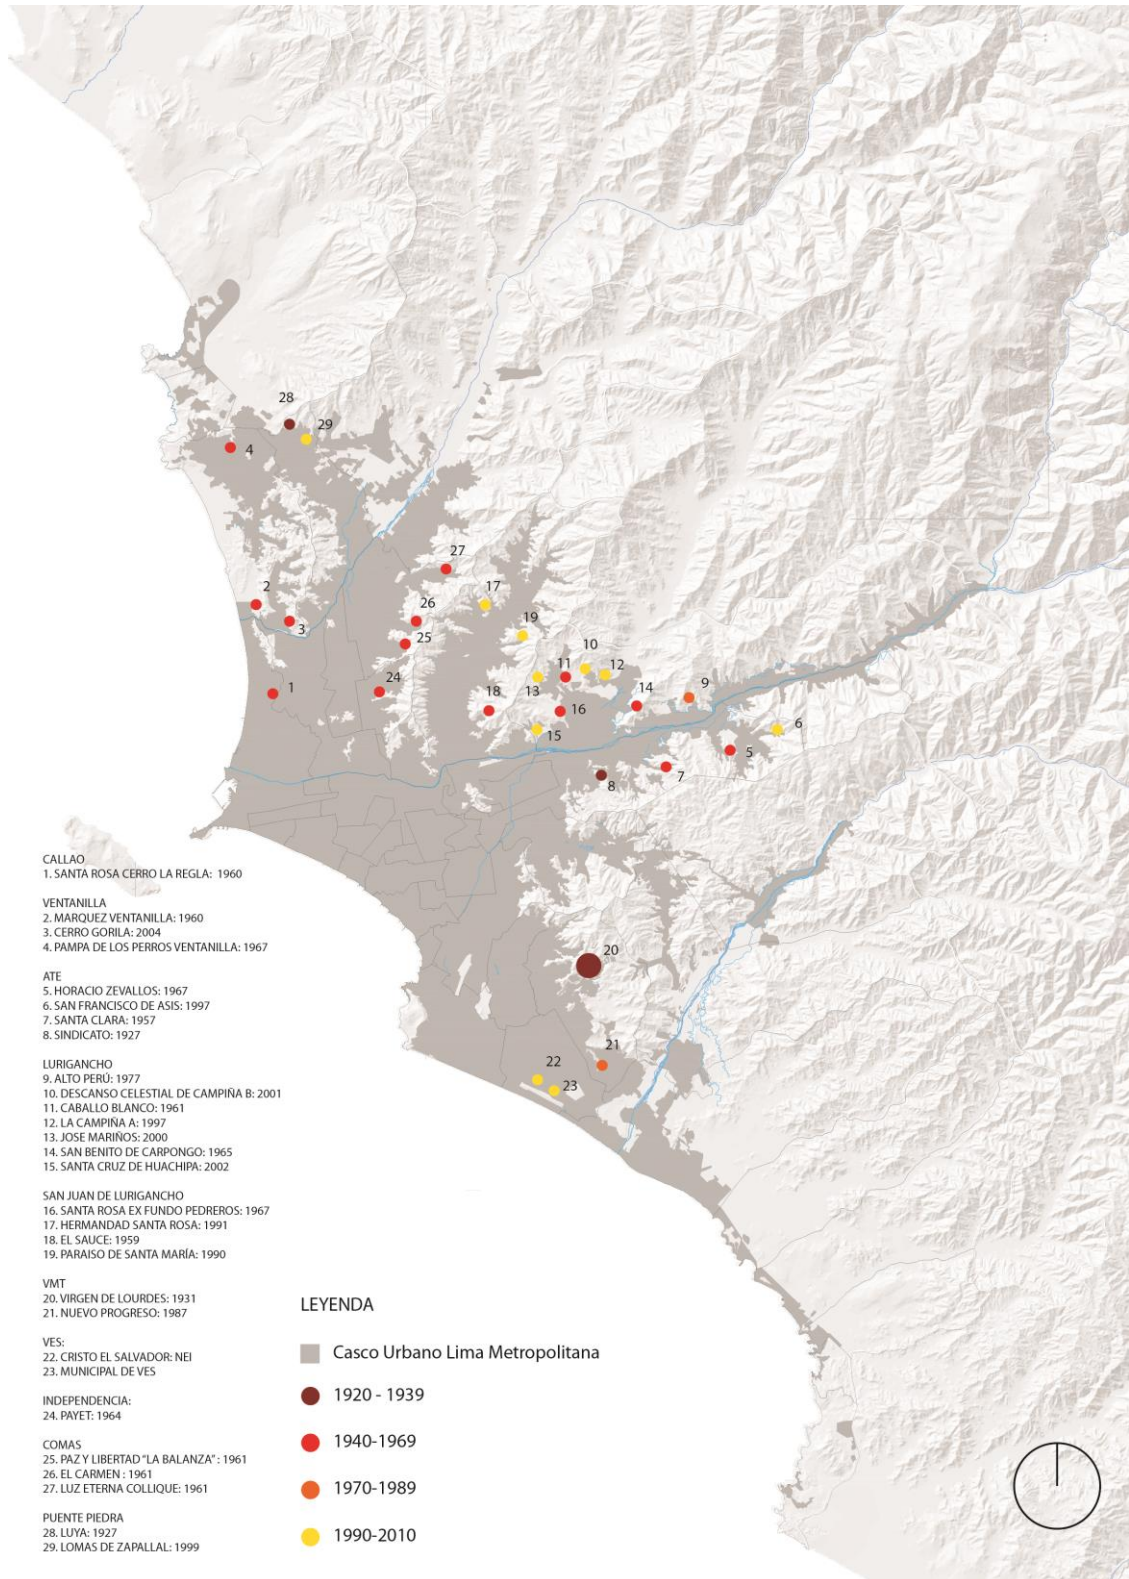 28
29
4
27
2
17
26
3
19
25
10
11
12
13
24
1
18
14
9
16
15
6
5
7
8
20
21
22
23
CALLAO
1. SANTA ROSA CERRO LA REGLA: 1960
VENTANILLA
2. MARQUEZ VENTANILLA: 1960
3. CERRO GORILA: 2004
4. PAMPA DE LOS PERROS VENTANILLA: 1967
ATE
5. HORACIO ZEVALLOS: 1967
6. SAN FRANCISCO DE ASIS: 1997
7. SANTA CLARA: 1957
8. SINDICATO: 1927
LURIGANCHO
9. ALTO PERÚ: 1977
10. DESCANSO CELESTIAL DE CAMPIÑA B: 2001
11. CABALLO BLANCO: 1961
12. LA CAMPIÑA A: 1997
13. JOSE MARIÑOS: 2000
14. SAN BENITO DE CARPONGO: 1965
15. SANTA CRUZ DE HUACHIPA: 2002
SAN JUAN DE LURIGANCHO
16. SANTA ROSA EX FUNDO PEDREROS: 1967
17. HERMANDAD SANTA ROSA: 1991
18. EL SAUCE: 1959
19. PARAISO DE SANTA MARÍA: 1990
VMT
20. VIRGEN DE LOURDES: 1931
21. NUEVO PROGRESO: 1987
VES:
22. CRISTO EL SALVADOR: NEI
23. MUNICIPAL DE VES
INDEPENDENCIA:
24. PAYET: 1964
COMAS
25. PAZ Y LIBERTAD "LA BALANZA" : 1961
26. EL CARMEN : 1961
27. LUZ ETERNA COLLIQUE: 1961
PUENTE PIEDRA
28. LUYA: 1927
29. LOMAS DE ZAPALLAL: 1999
LEYENDA
Casco Urbano Lima Metropolitana
1920 - 1939
1940-1969
1970-1989
1990-2010